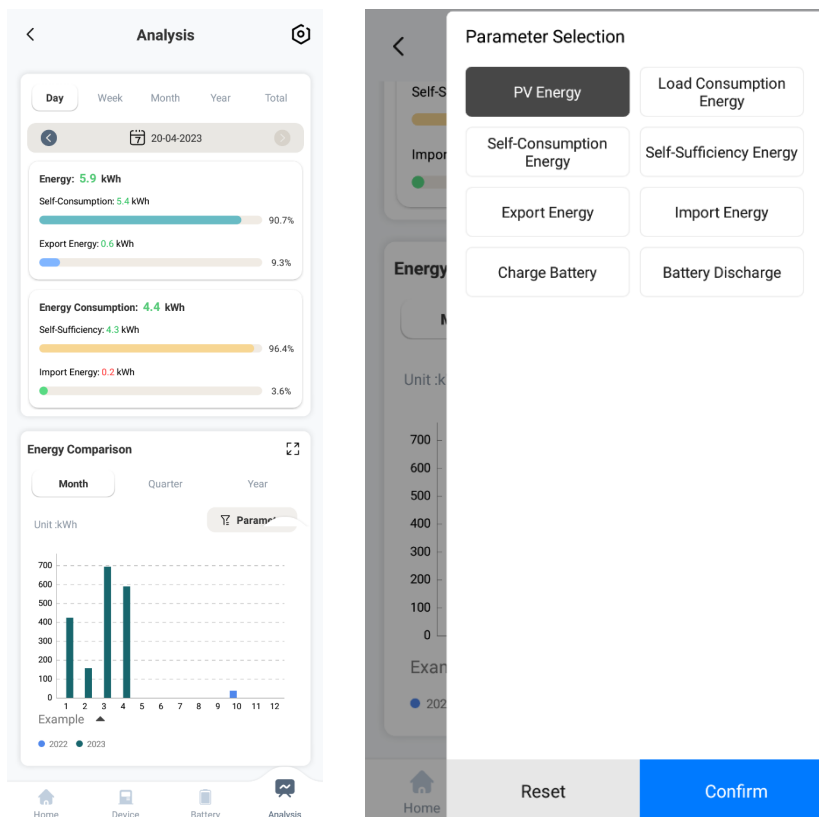 Analysis
Day Week Month Year Total
20-04-2023
Energy: 5.9 kWh
Self-Consumption: 5.4 kWh
90.7%
Export Energy: 0.6 kWh
9.3%
Energy Consumption: 4.4 kWh
Self-Sufficiency: 4.3 kWh
96.4%
Import Energy: 0.2 kWh
3.6%
Energy Comparison
Month Quarter Year
Unit :kWh
Parame
700
600
500
400
300
200
100
0
1 2 3 4 5 6 7 8 9 10 11 12
Example
2022 2023
Home Device Battery Analysis
Self-S
Impor
Energy
M
Unit :k
700
600
500
400
300
200
100
0
Exam
202
Home
Parameter Selection
PV Energy
Load Consumption
Energy
Self-Consumption
Energy
Self-Sufficiency Energy
Export Energy
Import Energy
Charge Battery
Battery Discharge
Reset
Confirm